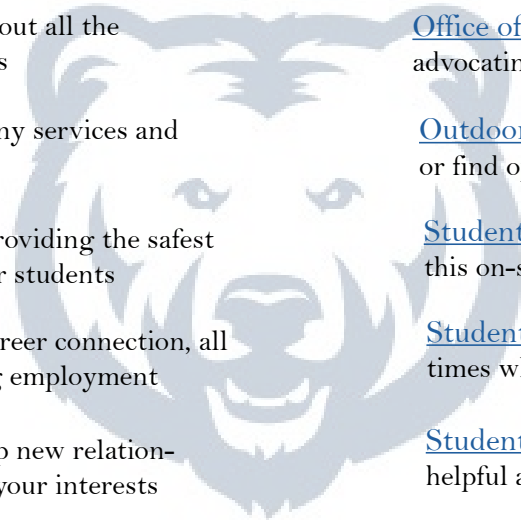 out all the
s
ny services and
roviding the safest
r students
reer connection, all
g employment
p new relation-
your interests
Office of
advocatin
Outdoor
or find o
Student
this on-s
Student
times w
Student
helpful a